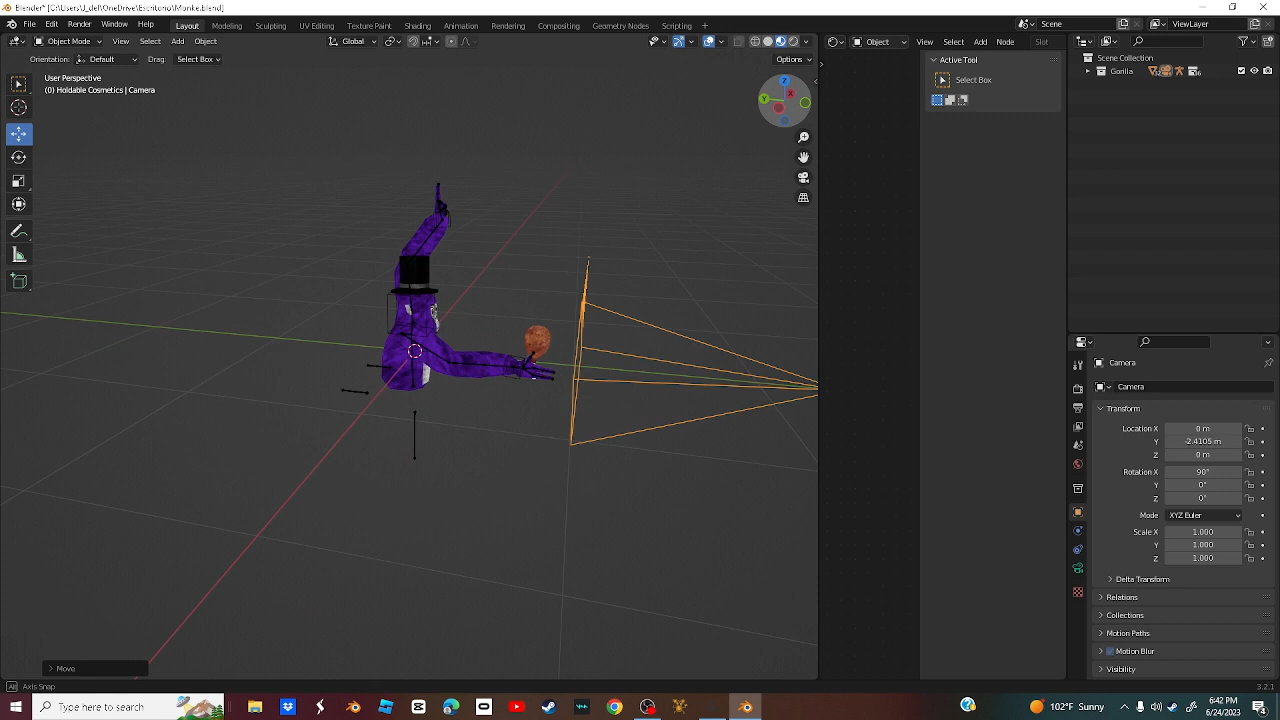 Blender* [C:\Users\U_del\OneDrive\Escritorio\Monke.blend]
File Edit Render Window Help Layout Modeling Sculpting UV Editing Texture Paint Shading Animation Rendering Compositing Geometry Nodes Scripting + Scene ViewLayer
Object Mode View Select Add Object Global Object View Select Add Node Slot
Orientation: Default Drag: Select Box Options
User Perspective
(0) Holdable Cosmetics | Camera
Z
X
Y
Active Tool
Select Box
Scene Collection
Gorilla
Camera
Camera
Transform
Location X 0 m
Y -2.4105 m
Z 0 m
Rotation X 90°
Y 0°
Z 0°
Mode XYZ Euler
Scale X 1.000
Y 1.000
Z 1.000
Delta Transform
Relations
Collections
Motion Paths
Motion Blur
Visibility
Move
Axis Snap 3.2.1
Type here to search 102°F Sunny 6:42 PM
6/24/2023